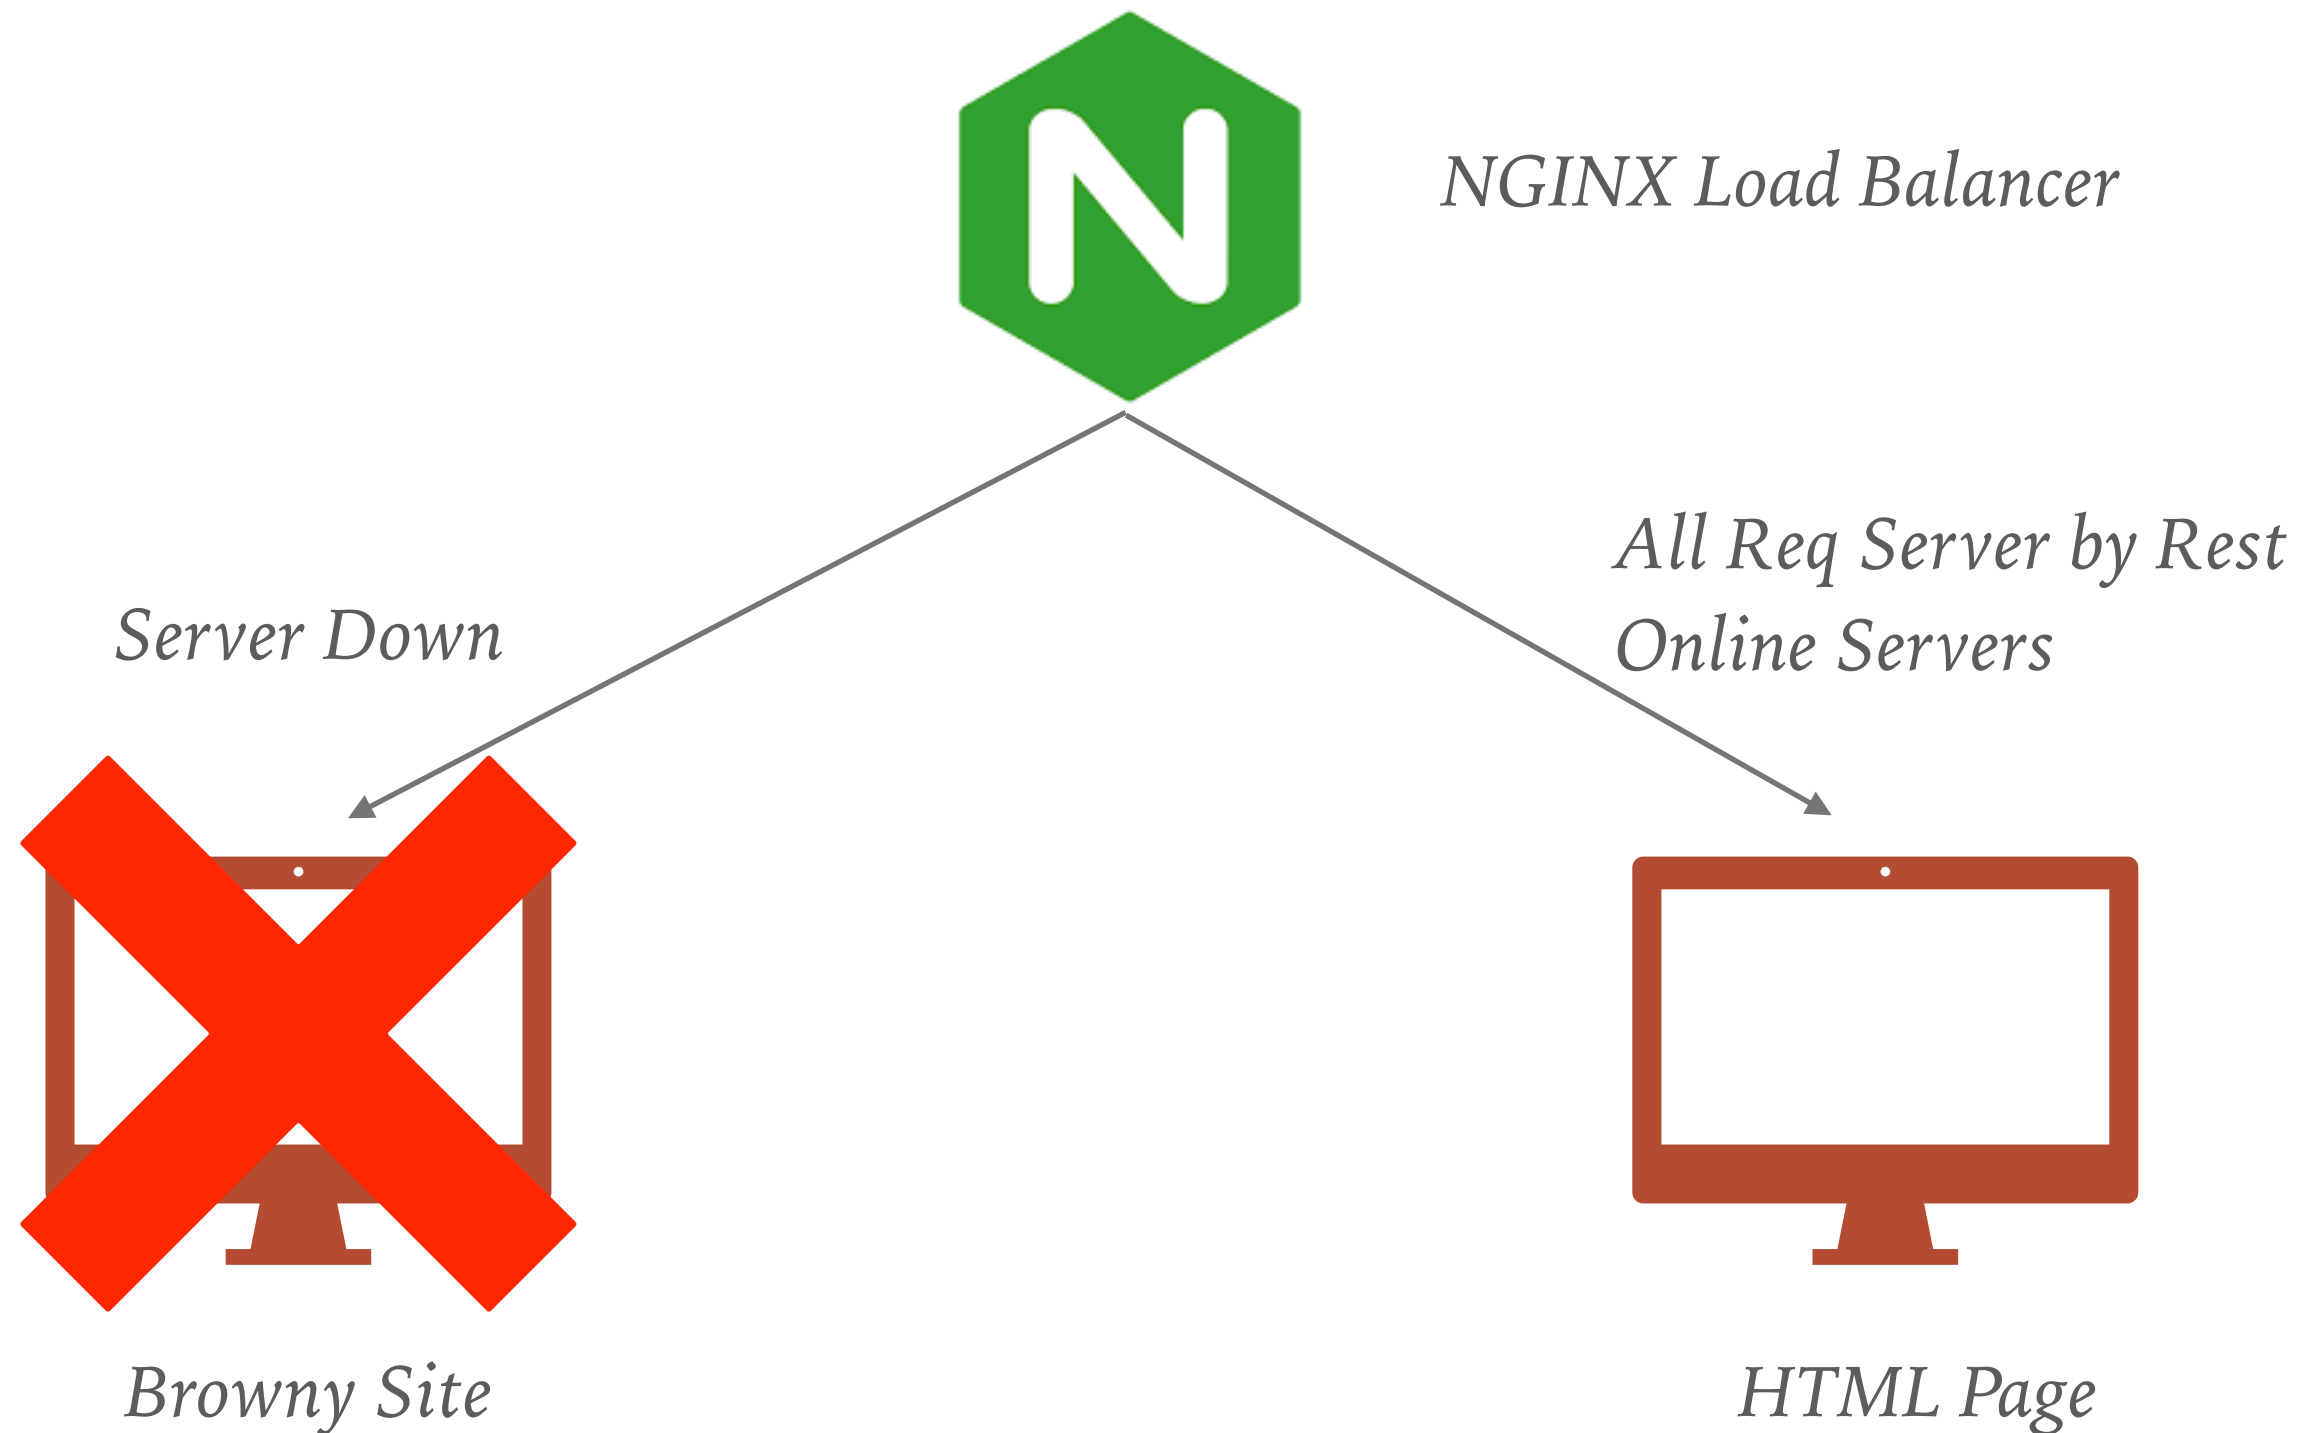 N
NGINX Load Balancer
All Req Server by Rest
Online Servers
Server Down
Browny Site
HTML Page